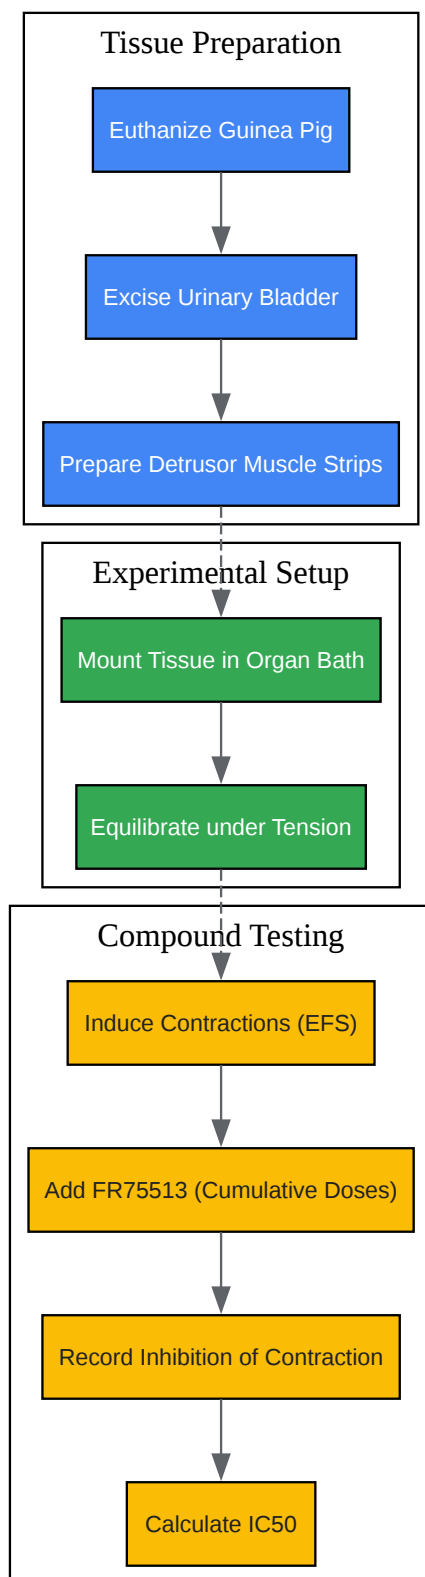 Tissue Preparation
Euthanize Guinea Pig
Excise Urinary Bladder
Prepare Detrusor Muscle Strips
Experimental Setup
Mount Tissue in Organ Bath
Equilibrate under Tension
Compound Testing
Induce Contractions (EFS)
Add FR75513 (Cumulative Doses)
Record Inhibition of Contraction
Calculate IC50